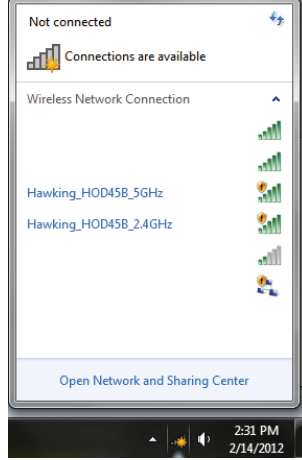 Not connected
Connections are available
Wireless Network Connection
Hawking_HOD45B_5GHz
Hawking_HOD45B_2.4GHz
Open Network and Sharing Center
2:31 PM
2/14/2012